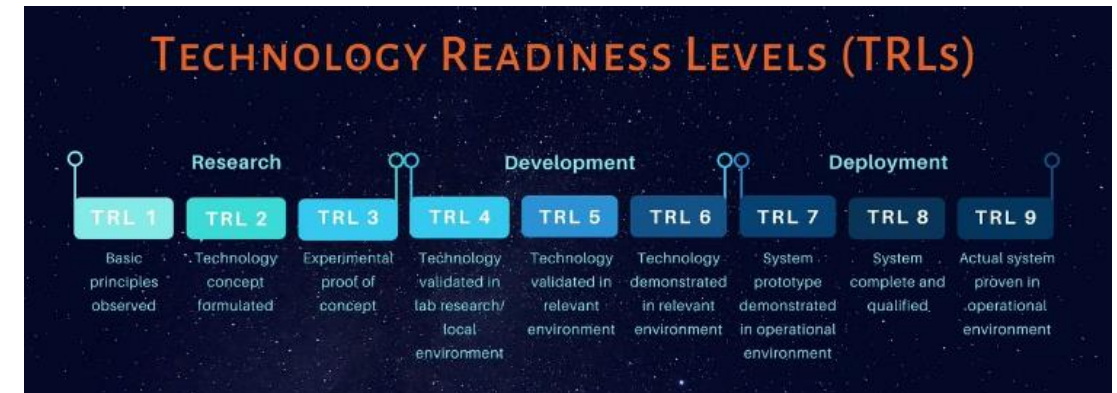 TECHNOLOGY READINESS LEVELS (TRLS)
Research
Development
Deployment
TRL 1
TRL 2
TRL 3
TRL 4
TRL 5
TRL 6
TRL 7
TRL 8
TRL 9
Basic
principles
observed
Technology
concept
formulated
Experimental
proof of
concept
Technology
validated in
lab research/
local
environment
Technology
validated in
relevant
environment
Technology
demonstrated
in relevant
environment
System
prototype
demonstrated
in operational
environment
System
complete and
qualified
Actual system
proven in
operational
environment